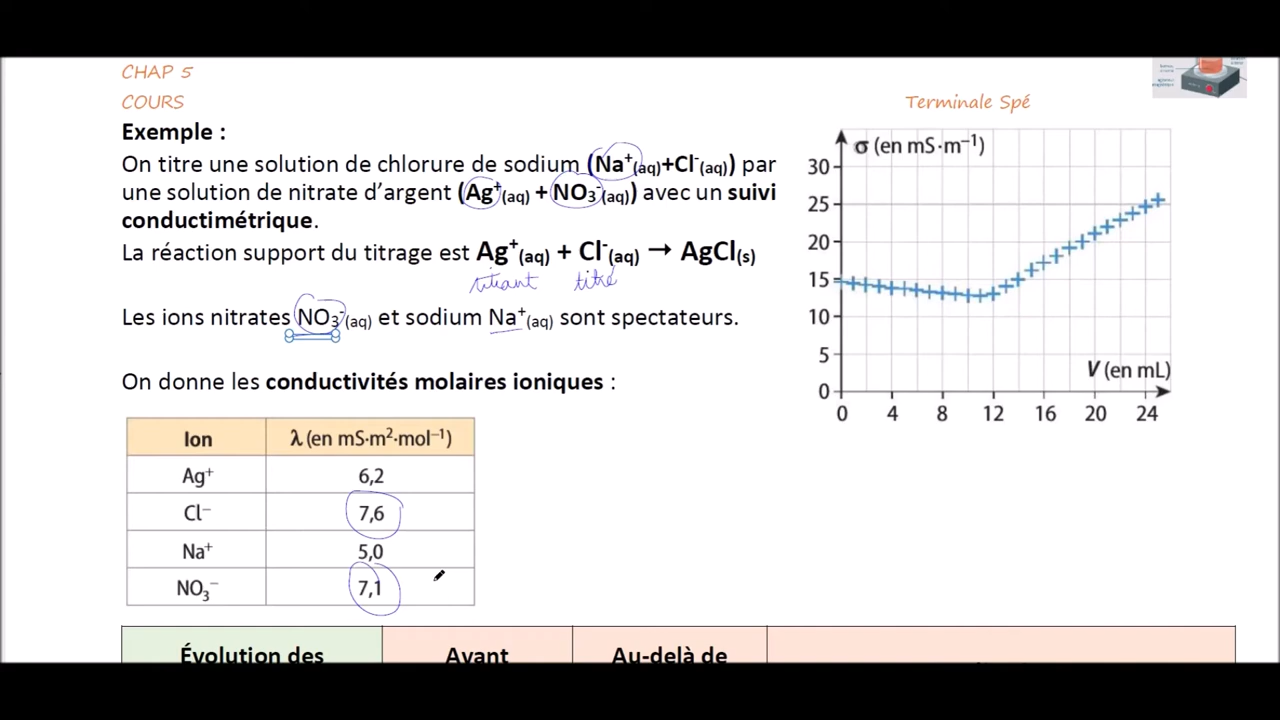 CHAP 5
COURS
Terminale Spé
Exemple :
On titre une solution de chlorure de sodium (Na⁺(aq)+Cl⁻(aq)) par
une solution de nitrate d’argent (Ag⁺(aq) + NO₃⁻(aq)) avec un suivi
conductimétrique.
La réaction support du titrage est Ag⁺(aq) + Cl⁻(aq) → AgCl(s)
titrant titré
Les ions nitrates NO₃⁻(aq) et sodium Na⁺(aq) sont spectateurs.
On donne les conductivités molaires ioniques :
Ion λ (en mS·m²·mol⁻¹)
Ag⁺ 6,2
Cl⁻ 7,6
Na⁺ 5,0
NO₃⁻ 7,1
σ (en mS·m⁻¹)
30
25
20
15
10
5
0
V (en mL)
0 4 8 12 16 20 24
Évolution des Avant Au-delà de